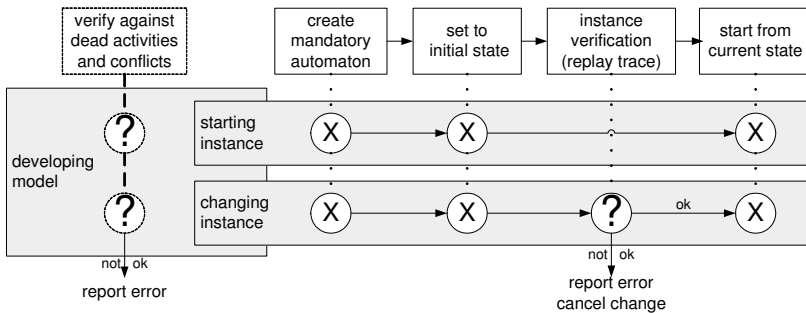 verify against
dead activities
and conflicts
create
mandatory
automaton
set to
initial state
instance
verification
(replay trace)
start from
current state
developing
model
?
?
starting
instance
X
X
X
changing
instance
X
X
?
ok
X
not ok
report error
not ok
report error
cancel change